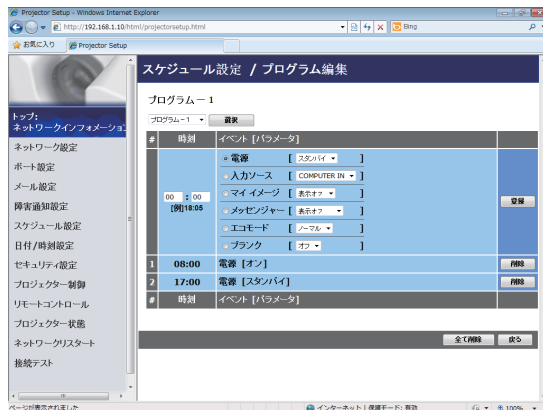 Projector Setup - Windows Internet Explorer
http://192.168.1.10/html/projectorsetup.html
Bing
お気に入り
Projector Setup
スケジュール設定 / プログラム編集
プログラム－1
プログラム－1
選択
# 時刻 イベント [パラメータ]
00 : 00
[例]18:05
電源 [ スタンバイ ]
入力ソース [ COMPUTER IN ]
マイ イメージ [ 表示オフ ]
メッセンジャー [ 表示オフ ]
エコモード [ ノーマル ]
ブランク [ オフ ]
登録
1 08:00 電源 [オン] 削除
2 17:00 電源 [スタンバイ] 削除
# 時刻 イベント [パラメータ]
全て削除 戻る
トップ:
ネットワークインフォメーション
ネットワーク設定
ポート設定
メール設定
障害通知設定
スケジュール設定
日付/時刻設定
セキュリティ設定
プロジェクター制御
リモートコントロール
プロジェクター状態
ネットワークリスタート
接続テスト
ページが表示されました
インターネット | 保護モード: 有効
100%